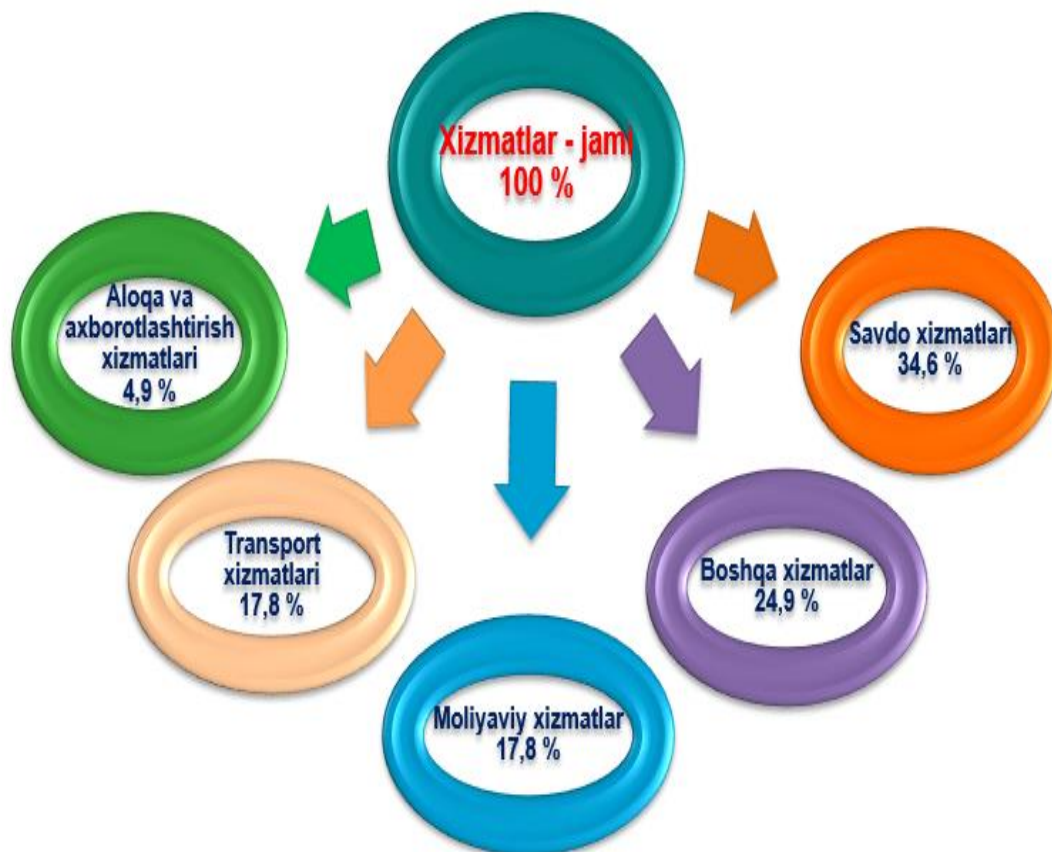 Xizmatlar - jami
100 %
Aloqa va
axborotlashtirish
xizmatlari
4,9 %
Savdo xizmatlari
34,6 %
Transport
xizmatlari
17,8 %
Boshqa xizmatlar
24,9 %
Moliyaviy xizmatlar
17,8 %